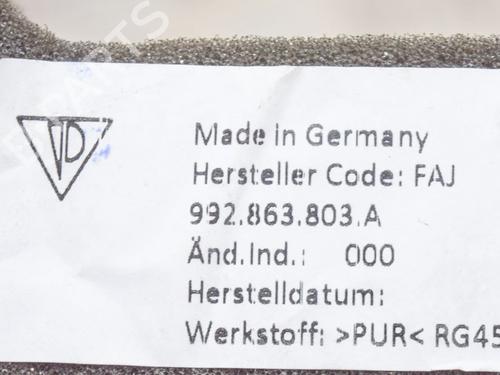 Made in Germany
Hersteller Code: FAJ
992.863.803.A
Änd.Ind.: 000
Herstelldatum:
Werkstoff: >PUR< RG45